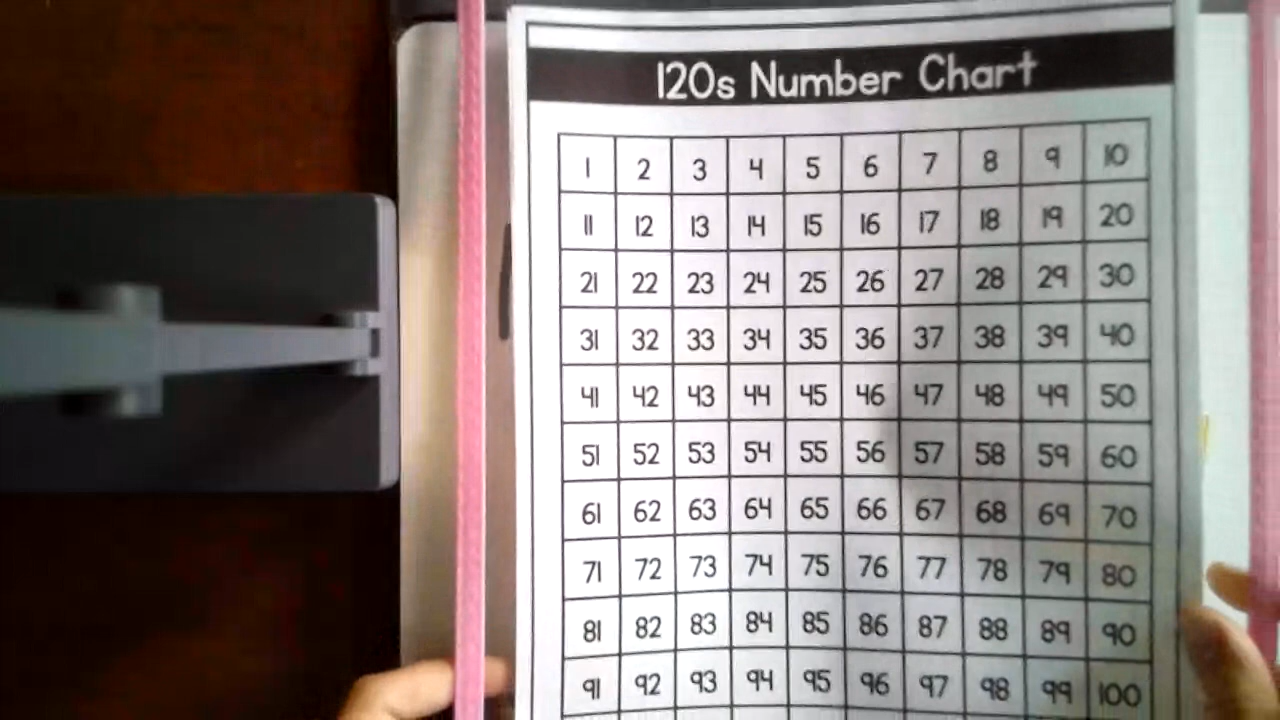 120s Number Chart
1 2 3 4 5 6 7 8 9 10
11 12 13 14 15 16 17 18 19 20
21 22 23 24 25 26 27 28 29 30
31 32 33 34 35 36 37 38 39 40
41 42 43 44 45 46 47 48 49 50
51 52 53 54 55 56 57 58 59 60
61 62 63 64 65 66 67 68 69 70
71 72 73 74 75 76 77 78 79 80
81 82 83 84 85 86 87 88 89 90
91 92 93 94 95 96 97 98 99 100